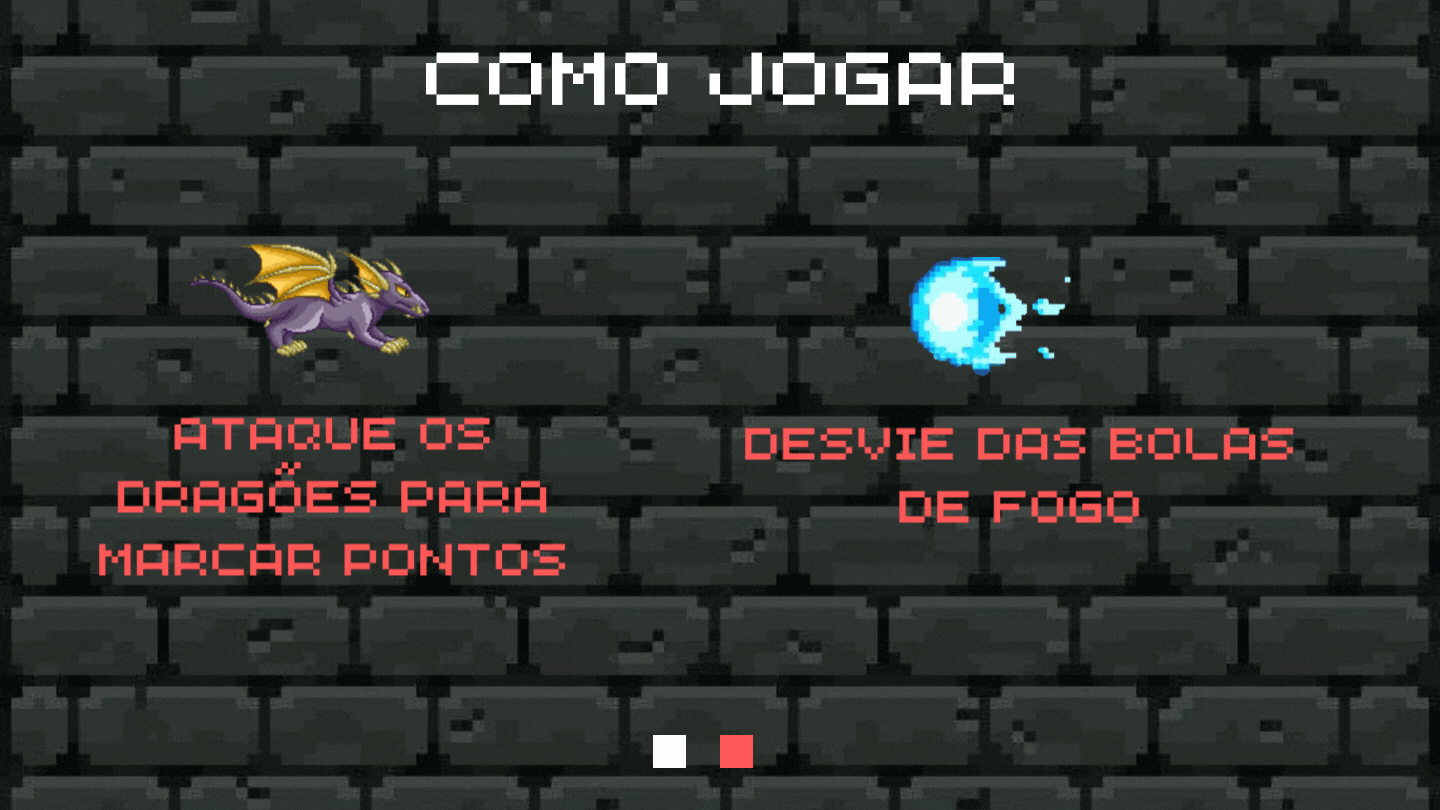 COMO JOGAR
ATAQUE OS
DRAGÕES PARA
MARCAR PONTOS
DESVIE DAS BOLAS
DE FOGO